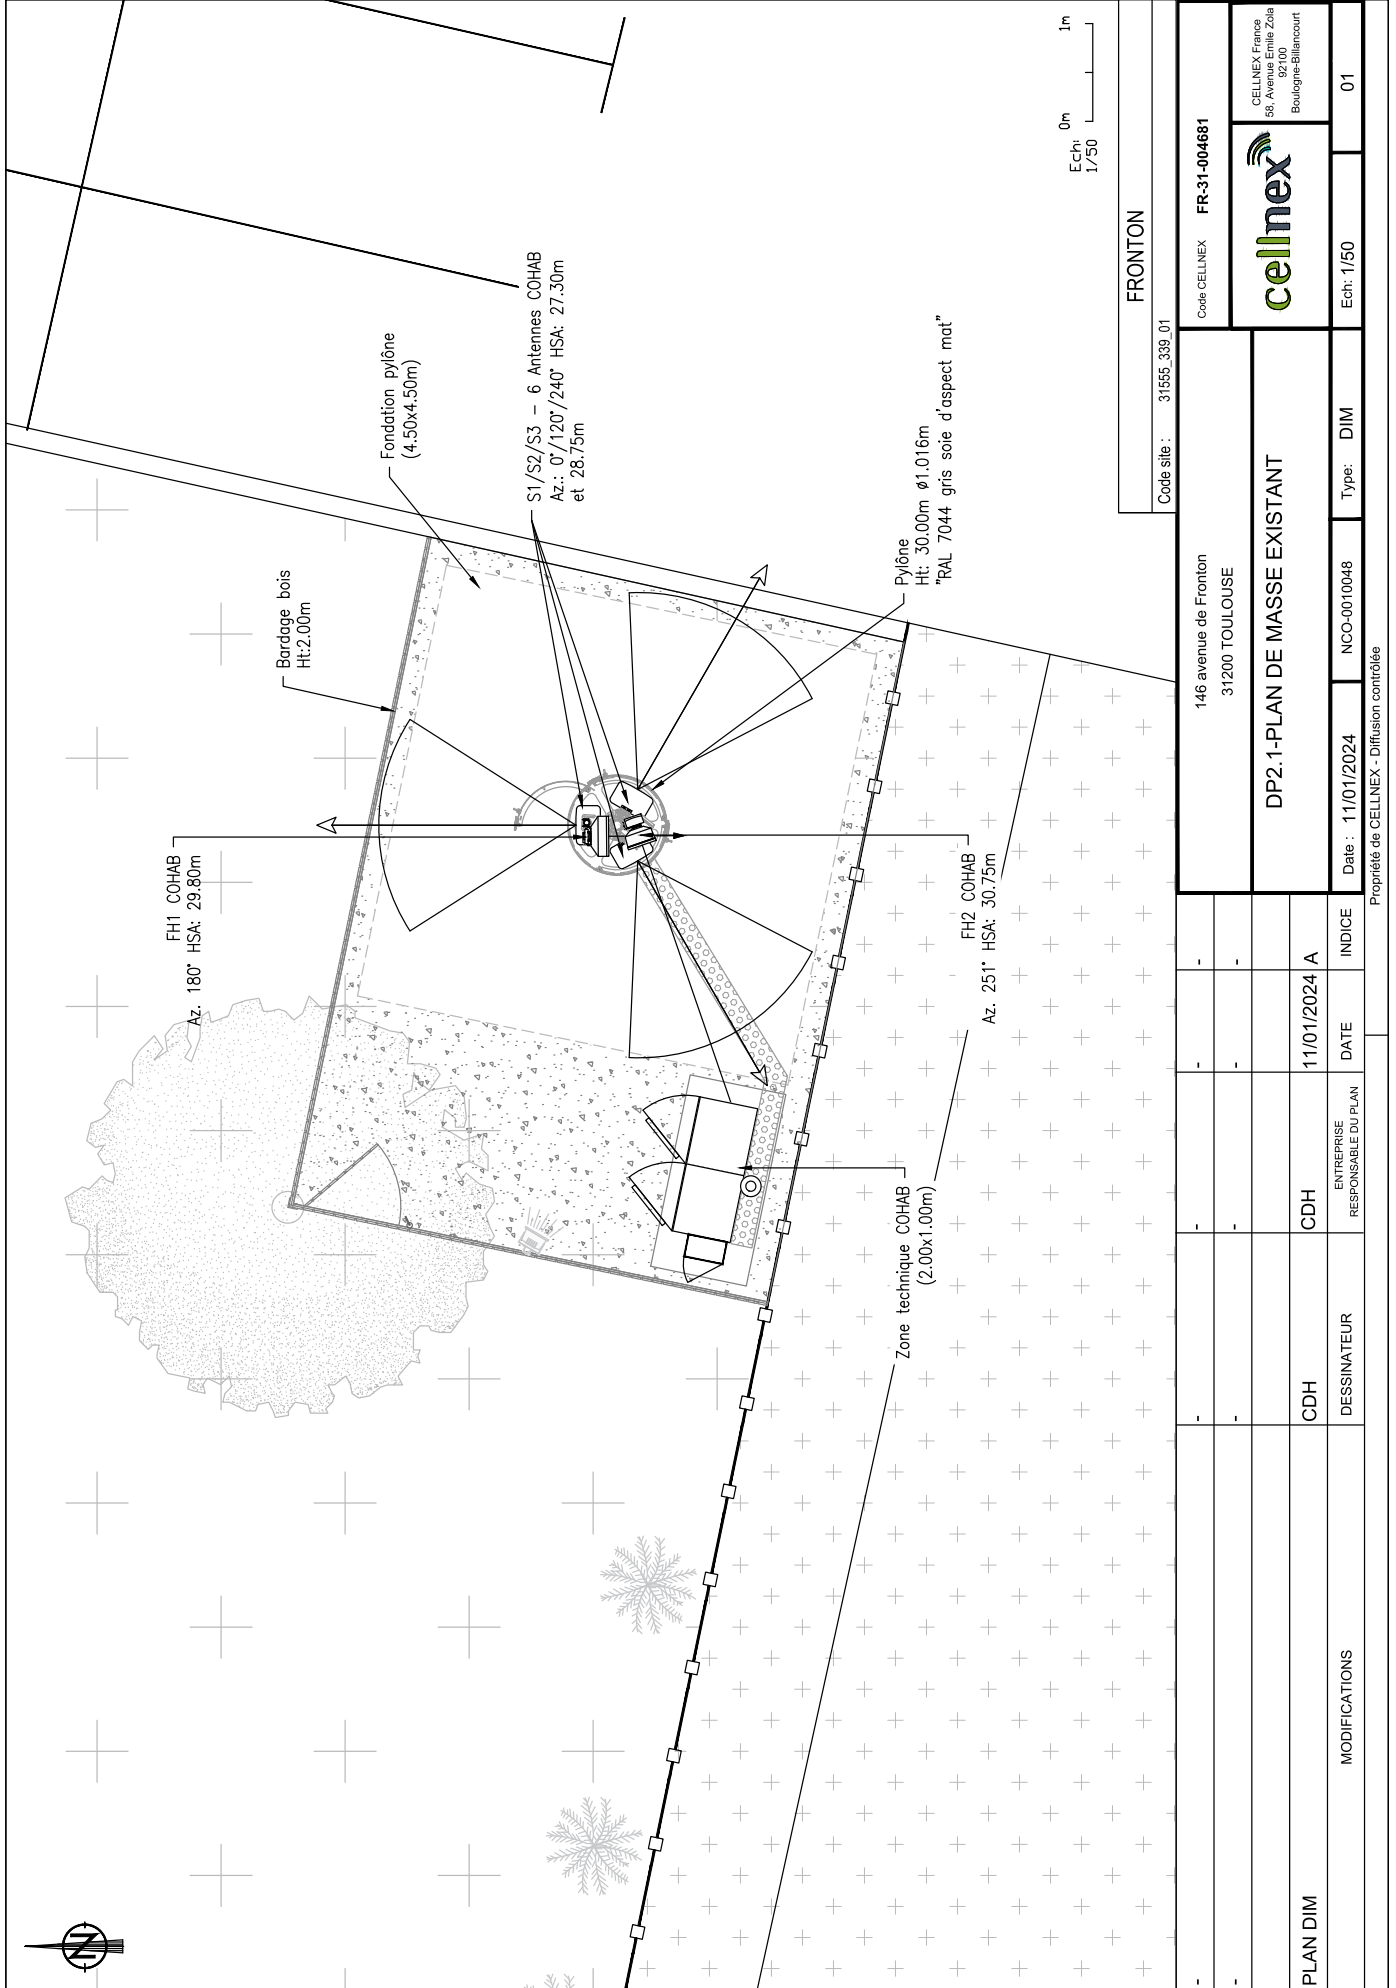 Bardage bois
Ht:2.00m
Fondation pylône
(4.50x4.50m)
S1/S2/S3 - 6 Antennes COHAB
Az.: 0°/120°/240° HSA: 27.30m
et 28.75m
FH1 COHAB
Az. 180° HSA: 29.80m
Pylône
Ht: 30.00m Ø1.016m
"RAL 7044 gris soie d'aspect mat"
FH2 COHAB
Az. 251° HSA: 30.75m
Zone technique COHAB
(2.00x1.00m)
N
Ech:
1/50
0m
1m
FRONTON
Code site : 31555_339_01
146 avenue de Fronton
31200 TOULOUSE
Code CELLNEX FR-31-004681
DP2.1-PLAN DE MASSE EXISTANT
cellnex
CELLNEX France
58, Avenue Emile Zola
92100
Boulogne-Billancourt
Date : 11/01/2024
NCO-0010048
Type: DIM
Ech: 1/50
01
- - - - -
- - - - -
PLAN DIM CDH CDH 11/01/2024 A
MODIFICATIONS DESSINATEUR ENTREPRISE RESPONSABLE DU PLAN DATE INDICE
Propriété de CELLNEX - Diffusion contrôlée